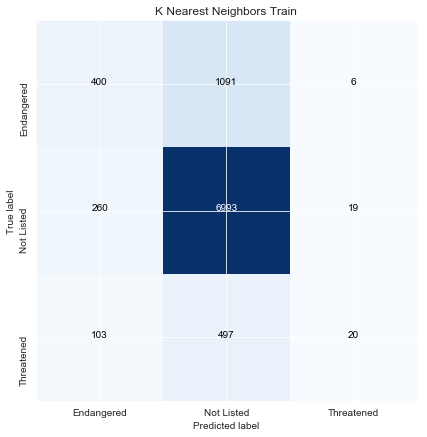 K Nearest Neighbors Train
Endangered
400
1091
6
True label
Not Listed
260
6993
19
Threatened
103
497
20
Endangered
Not Listed
Threatened
Predicted label